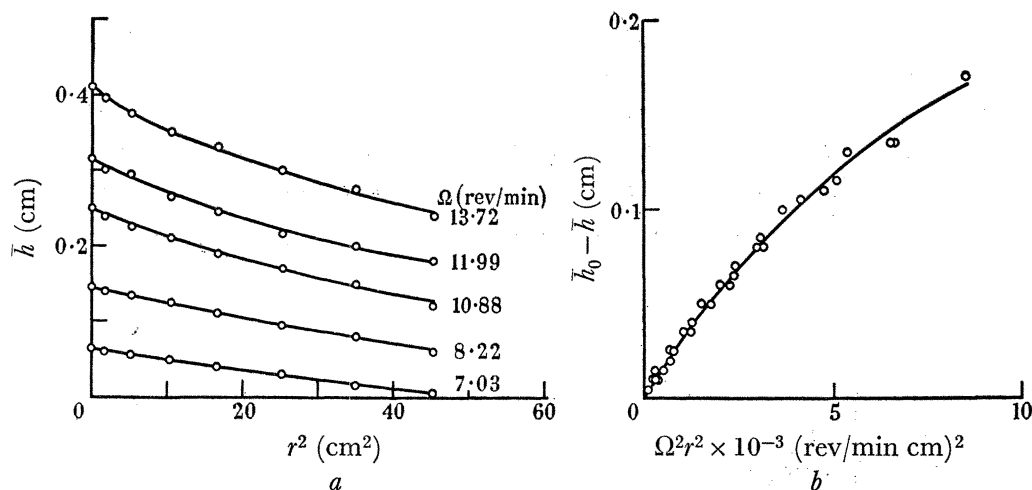 0·4
0·2
h̄ (cm)
Ω (rev/min)
13·72
11·99
10·88
8·22
7·03
0 20 40 60
r² (cm²)
a
0·2
0·1
h̄₀ − h̄ (cm)
0 5 10
Ω²r² × 10⁻³ (rev/min cm)²
b